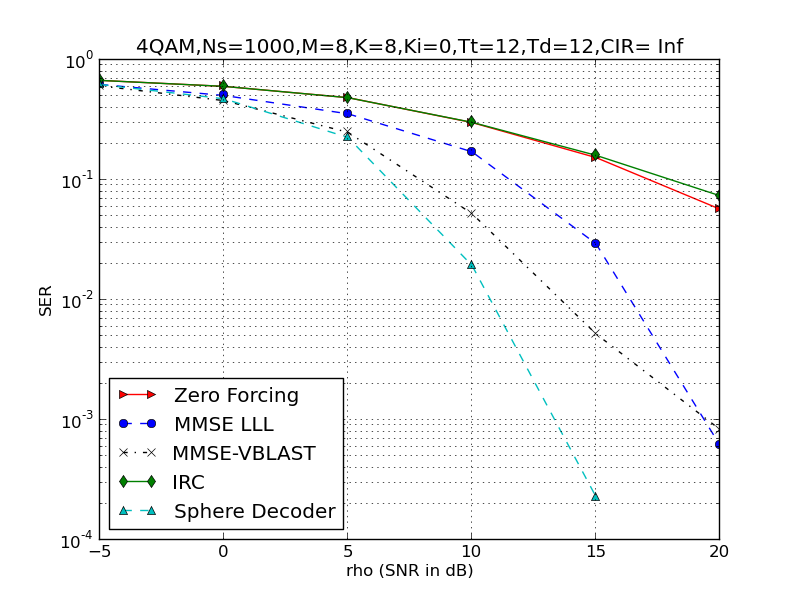 4QAM,Ns=1000,M=8,K=8,Ki=0,Tt=12,Td=12,CIR= Inf
10^0
10^-1
10^-2
10^-3
10^-4
SER
Zero Forcing
MMSE LLL
MMSE-VBLAST
IRC
Sphere Decoder
−5 0 5 10 15 20
rho (SNR in dB)